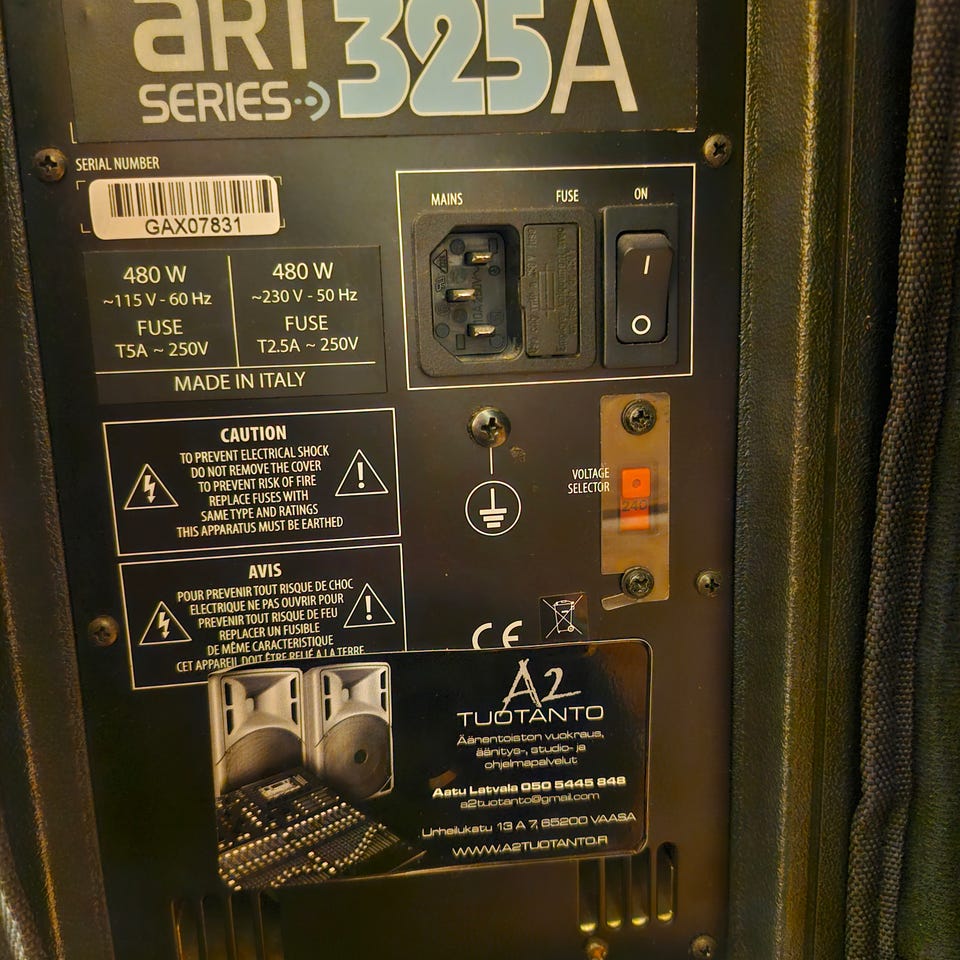 aRT
SERIES
325A
SERIAL NUMBER
GAX07831
MAINS
FUSE
ON
I
O
480 W
~115 V - 60 Hz
FUSE
T5A ~ 250V
480 W
~230 V - 50 Hz
FUSE
T2.5A ~ 250V
MADE IN ITALY
CAUTION
TO PREVENT ELECTRICAL SHOCK
DO NOT REMOVE THE COVER
TO PREVENT RISK OF FIRE
REPLACE FUSES WITH
SAME TYPE AND RATINGS
THIS APPARATUS MUST BE EARTHED
VOLTAGE
SELECTOR
AVIS
POUR PREVENIR TOUT RISQUE DE CHOC
ELECTRIQUE NE PAS OUVRIR POUR
PREVENIR TOUT RISQUE DE FEU
REPLACER UN FUSIBLE
DE MÊME CARACTERISTIQUE
CET APPAREIL DOIT ÊTRE RELIÉ A LA TERRE
CE
A2
TUOTANTO
Äänentoiston vuokraus,
äänitys-, studio- ja
ohjelmapalvelut
Aatu Latvala 050 5445 848
a2tuotanto@gmail.com
Urheilukatu 13 A 7, 65200 VAASA
WWW.A2TUOTANTO.FI